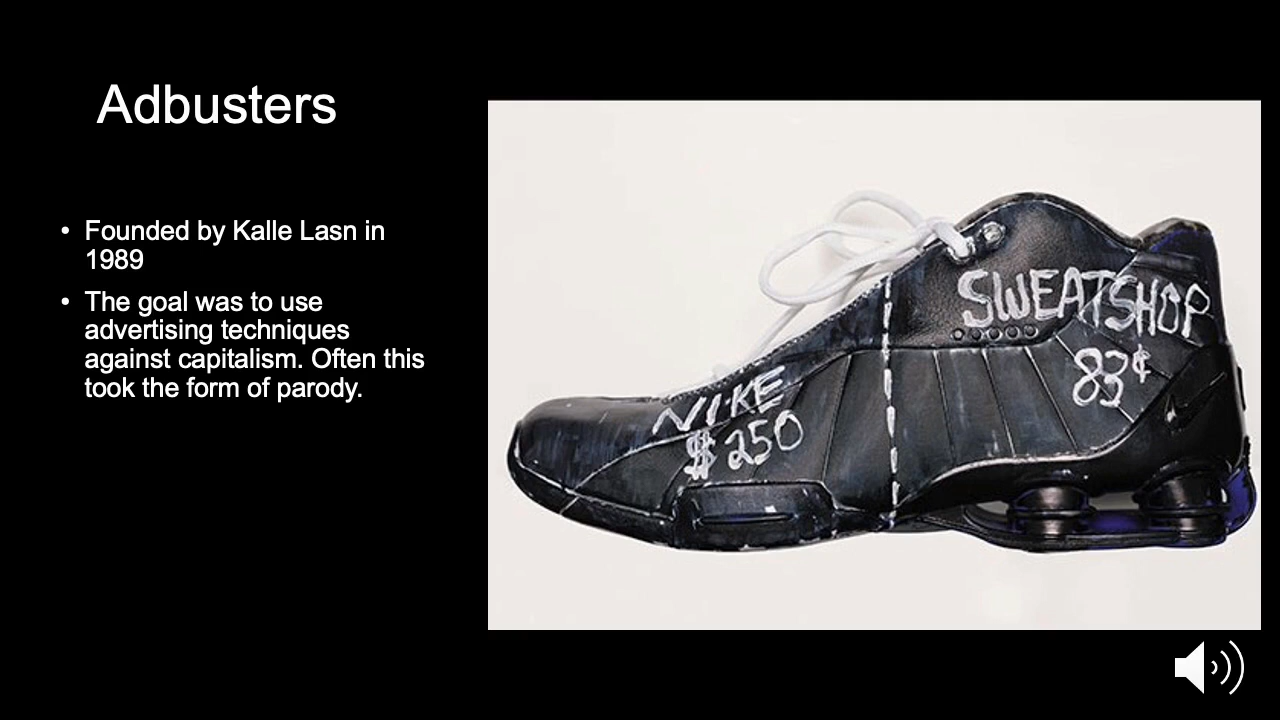 Adbusters
• Founded by Kalle Lasn in
1989
• The goal was to use
advertising techniques
against capitalism. Often this
took the form of parody.
SWEATSHOP
83¢
NIKE
$250